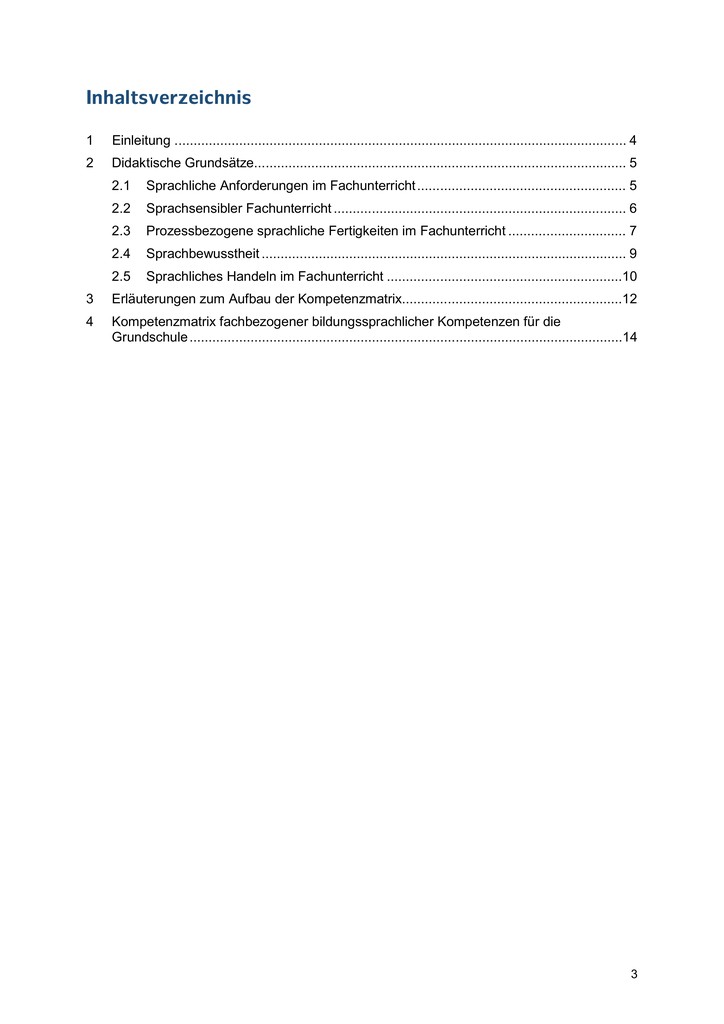 Inhaltsverzeichnis
1 Einleitung ........................................................................................................................ 4
2 Didaktische Grundsätze.................................................................................................. 5
2.1 Sprachliche Anforderungen im Fachunterricht ....................................................... 5
2.2 Sprachsensibler Fachunterricht ............................................................................. 6
2.3 Prozessbezogene sprachliche Fertigkeiten im Fachunterricht ............................... 7
2.4 Sprachbewusstheit ................................................................................................ 9
2.5 Sprachliches Handeln im Fachunterricht ..............................................................10
3 Erläuterungen zum Aufbau der Kompetenzmatrix..........................................................12
4 Kompetenzmatrix fachbezogener bildungssprachlicher Kompetenzen für die
Grundschule ..................................................................................................................14
3